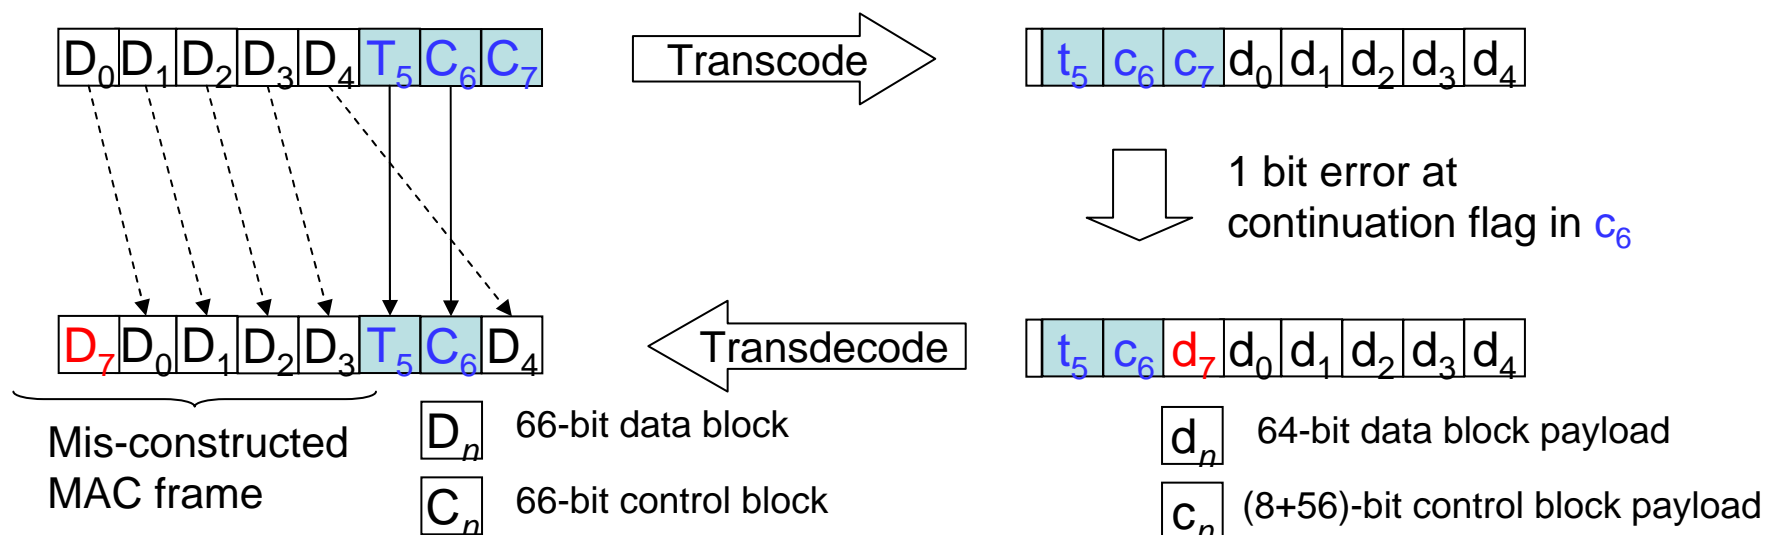 D0 D1 D2 D3 D4 T5 C6 C7
Transcode
t5 c6 c7 d0 d1 d2 d3 d4
1 bit error at
continuation flag in c6
D7 D0 D1 D2 D3 T5 C6 D4
Transdecode
t5 c6 d7 d0 d1 d2 d3 d4
Mis-constructed
MAC frame
Dn 66-bit data block
Cn 66-bit control block
dn 64-bit data block payload
cn (8+56)-bit control block payload